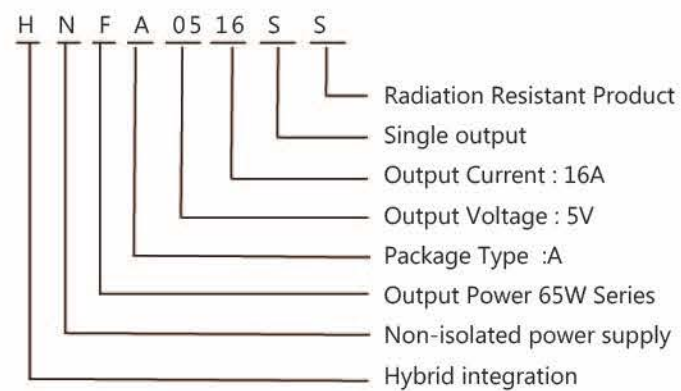 H N F A 05 16 S S
Radiation Resistant Product
Single output
Output Current : 16A
Output Voltage : 5V
Package Type :A
Output Power 65W Series
Non-isolated power supply
Hybrid integration